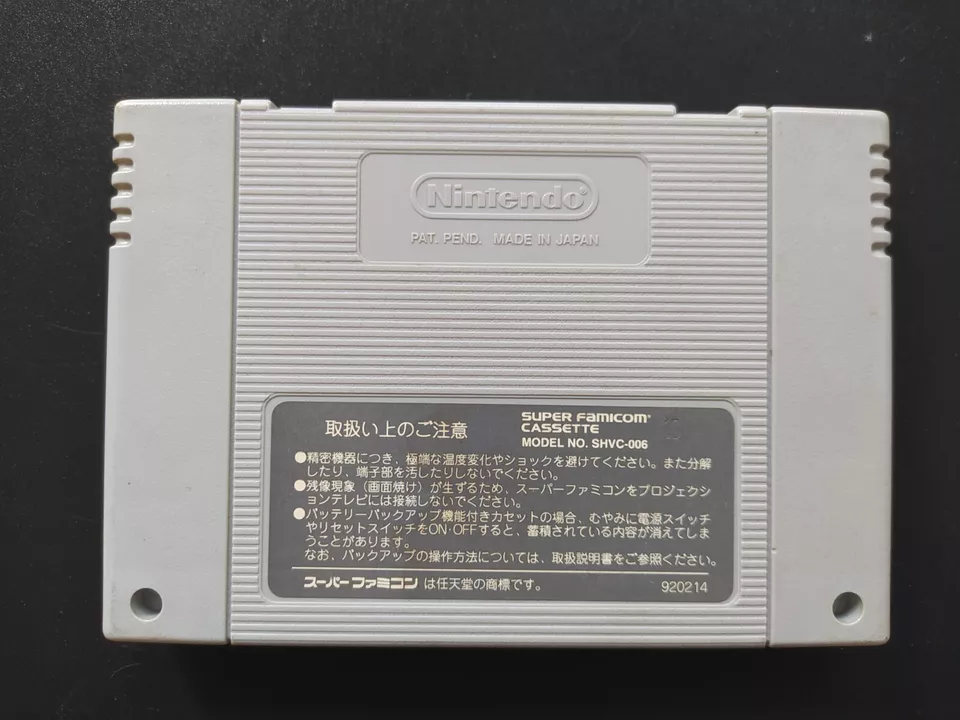 Nintendo®
PAT. PEND. MADE IN JAPAN
取扱い上のご注意
SUPER FAMICOM®
CASSETTE
MODEL NO. SHVC-006
●精密機器につき、極端な温度変化やショックを避けてください。また分解
したり、端子部を汚したりしないでください。
●残像現象（画面焼け）が生ずるため、スーパーファミコンをプロジェクシ
ョンテレビには接続しないでください。
●バッテリーバックアップ機能付きカセットの場合、むやみに電源スイッチ
やリセットスイッチをON·OFFすると、蓄積されている内容が消えてしま
うことがあります。
なお、バックアップの操作方法については、取扱説明書をご参照ください。
スーパーファミコン は任天堂の商標です。
920214